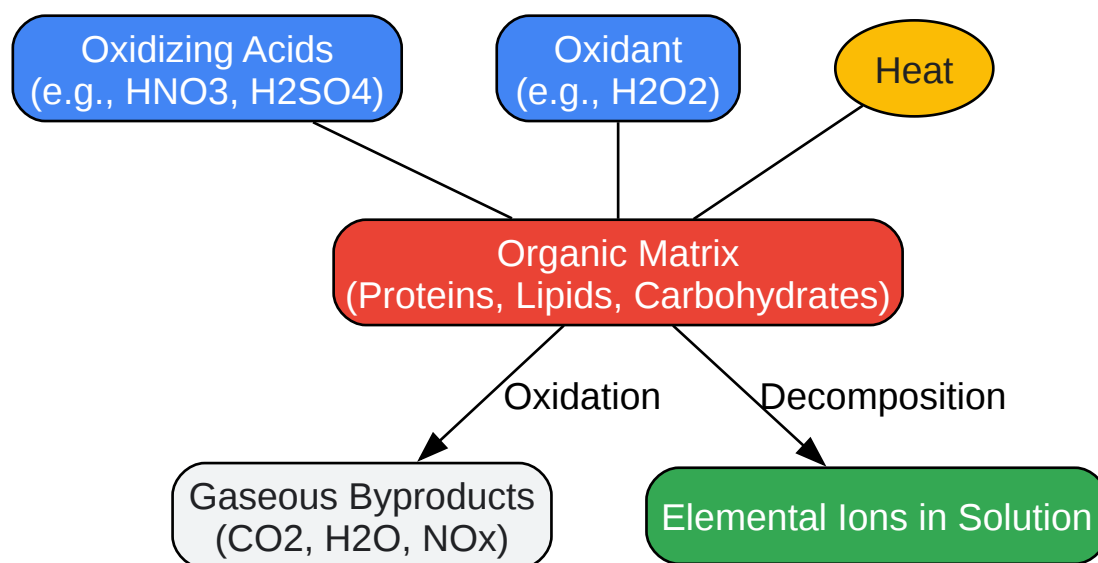 Oxidizing Acids
(e.g., HNO3, H2SO4)
Oxidant
(e.g., H2O2)
Heat
Organic Matrix
(Proteins, Lipids, Carbohydrates)
Oxidation
Decomposition
Gaseous Byproducts
(CO2, H2O, NOx)
Elemental Ions in Solution